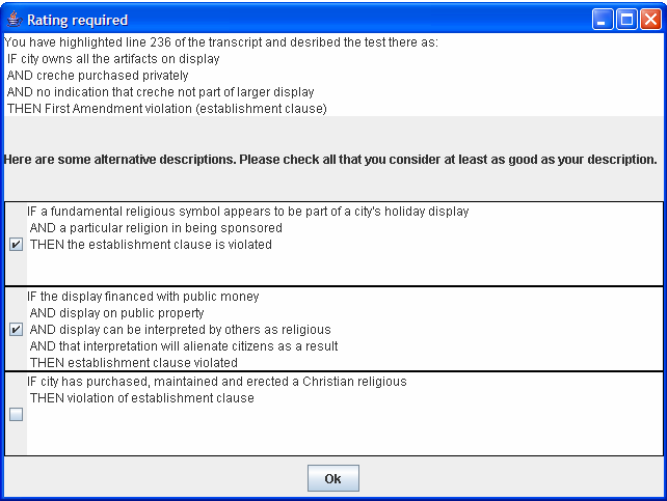 Rating required
You have highlighted line 236 of the transcript and desribed the test there as:
IF city owns all the artifacts on display
AND creche purchased privately
AND no indication that creche not part of larger display
THEN First Amendment violation (establishment clause)
Here are some alternative descriptions. Please check all that you consider at least as good as your description.
IF a fundamental religious symbol appears to be part of a city's holiday display
AND a particular religion in being sponsored
THEN the establishment clause is violated
IF the display financed with public money
AND display on public property
AND display can be interpreted by others as religious
AND that interpretation will alienate citizens as a result
THEN establishment clause violated
IF city has purchased, maintained and erected a Christian religious
THEN violation of establishment clause
Ok